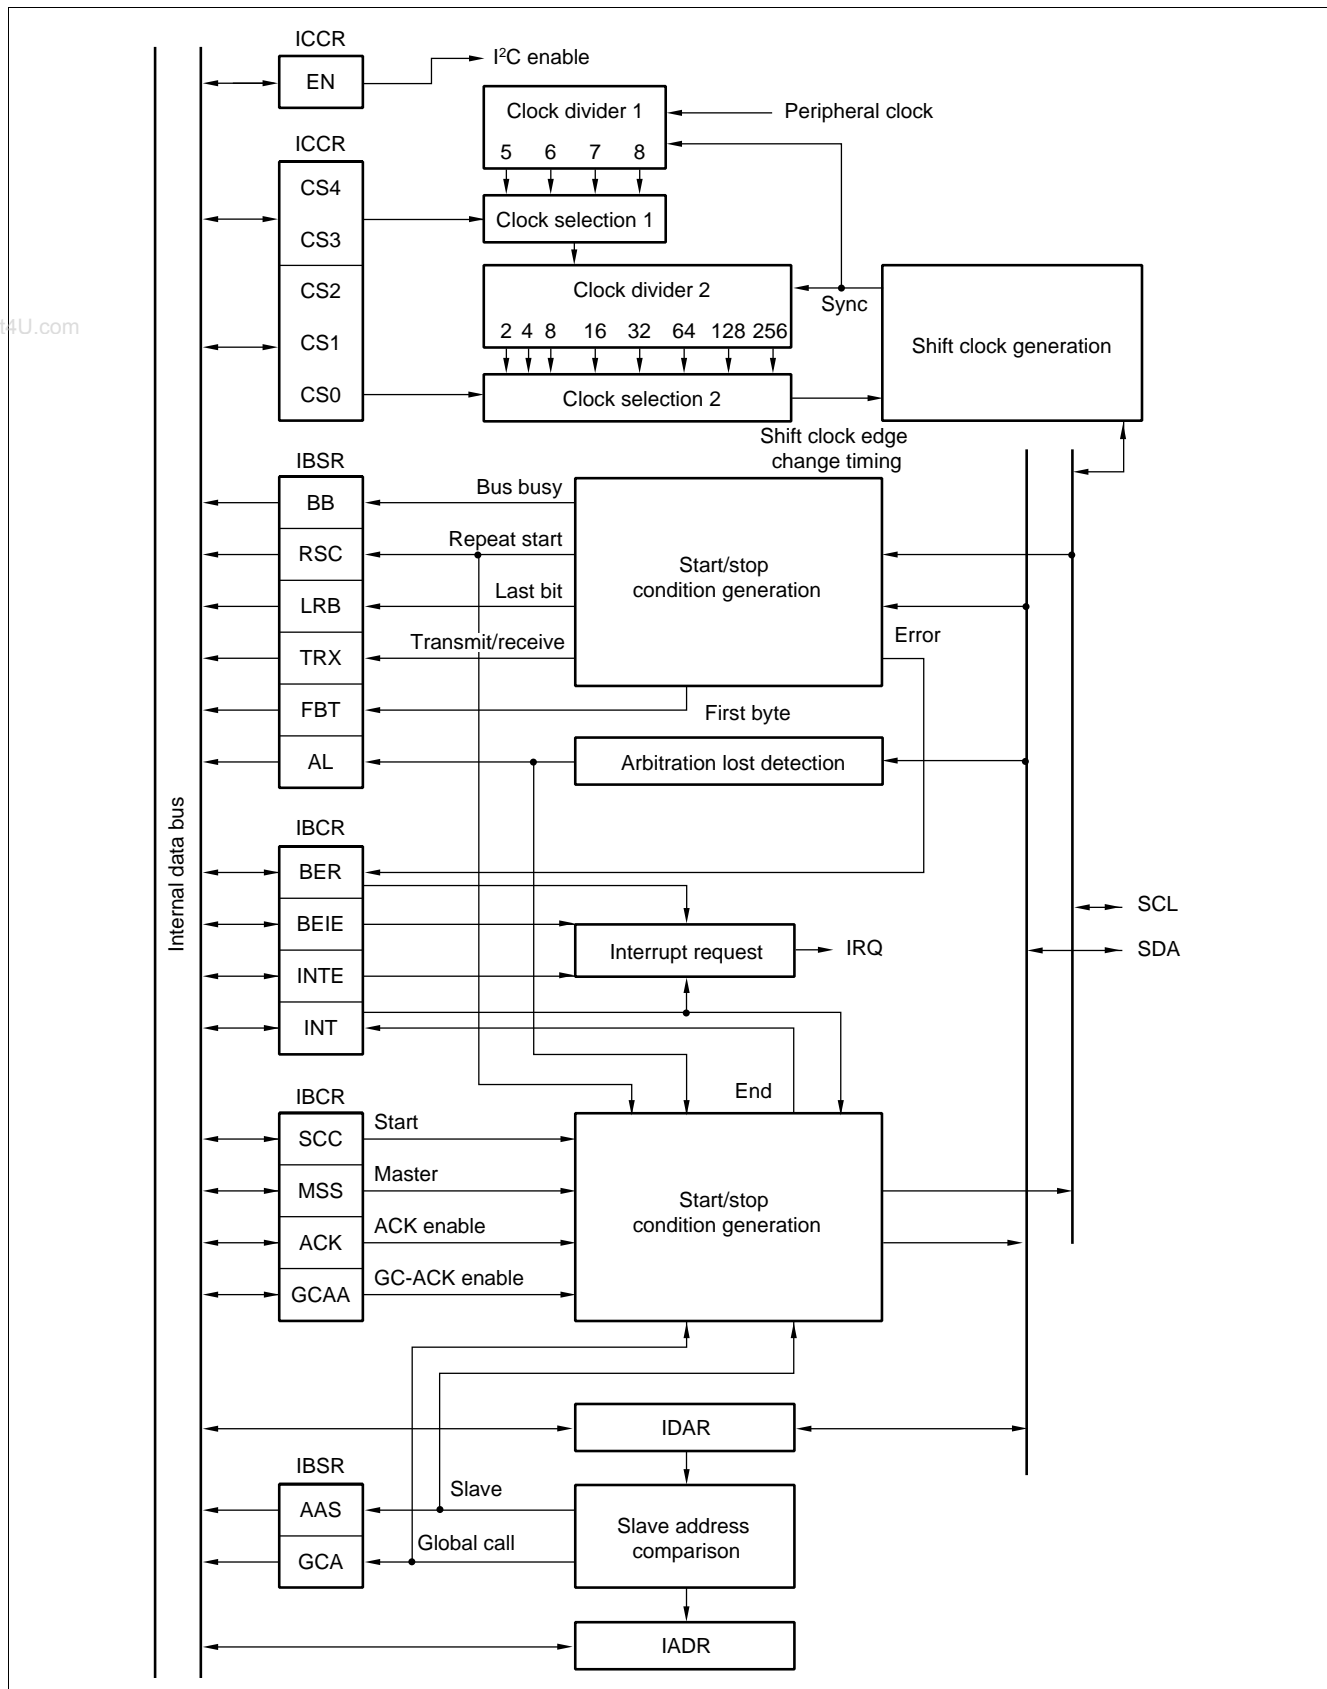 ICCR
EN
I²C enable
Clock divider 1
5 6 7 8
Peripheral clock
ICCR
CS4
CS3
CS2
CS1
CS0
Clock selection 1
Clock divider 2
2 4 8 16 32 64 128 256
Sync
Shift clock generation
Clock selection 2
Shift clock edge
change timing
t4U.com
IBSR
BB
RSC
LRB
TRX
FBT
AL
Bus busy
Repeat start
Last bit
Transmit/receive
Start/stop
condition generation
Error
First byte
Arbitration lost detection
Internal data bus
IBCR
BER
BEIE
INTE
INT
Interrupt request
IRQ
SCL
SDA
End
IBCR
SCC
MSS
ACK
GCAA
Start
Master
ACK enable
GC-ACK enable
Start/stop
condition generation
IDAR
IBSR
AAS
GCA
Slave
Global call
Slave address
comparison
IADR